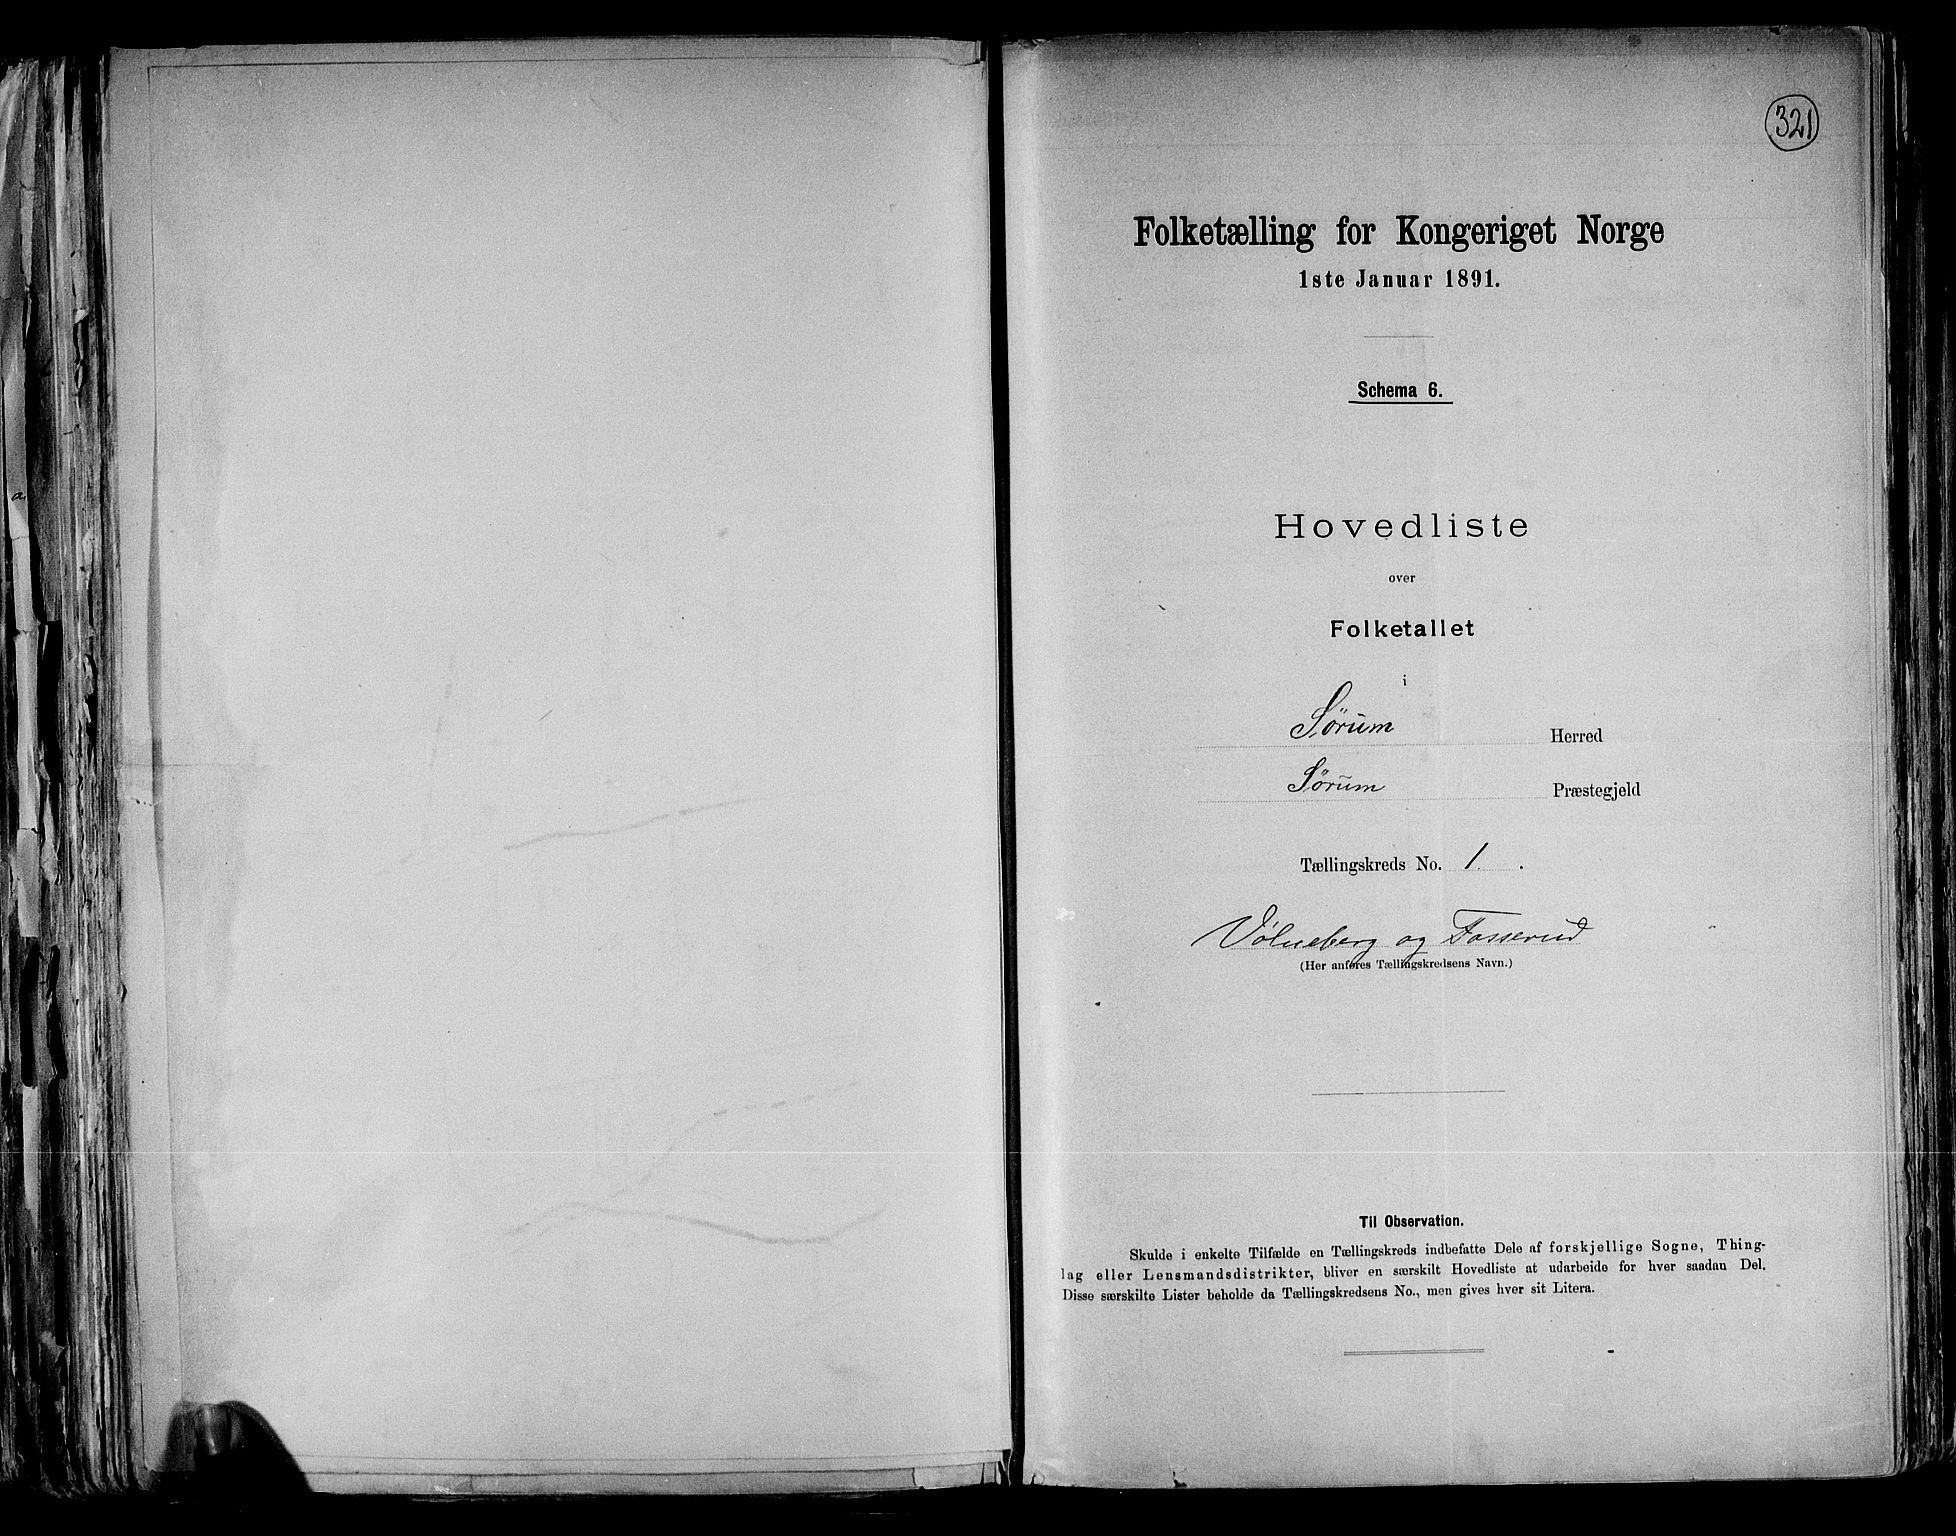 321
Folketælling for Kongeriget Norge
1ste Januar 1891.
Schema 6.
Hovedliste
over
Folketallet
i
Sørum Herred
Sørum Præstegjeld
Tællingskreds No. 1.
Vølneberg og Fosserud
(Her anføres Tællingskredsens Navn.)
Til Observation.
Skulde i enkelte Tilfælde en Tællingskreds indbefatte Dele af forskjellige Sogne, Thing-
lag eller Lensmandsdistrikter, bliver en særskilt Hovedliste at udarbeide for hver saadan Del.
Disse særskilte Lister beholde da Tællingskredsens No., men gives hver sit Litera.